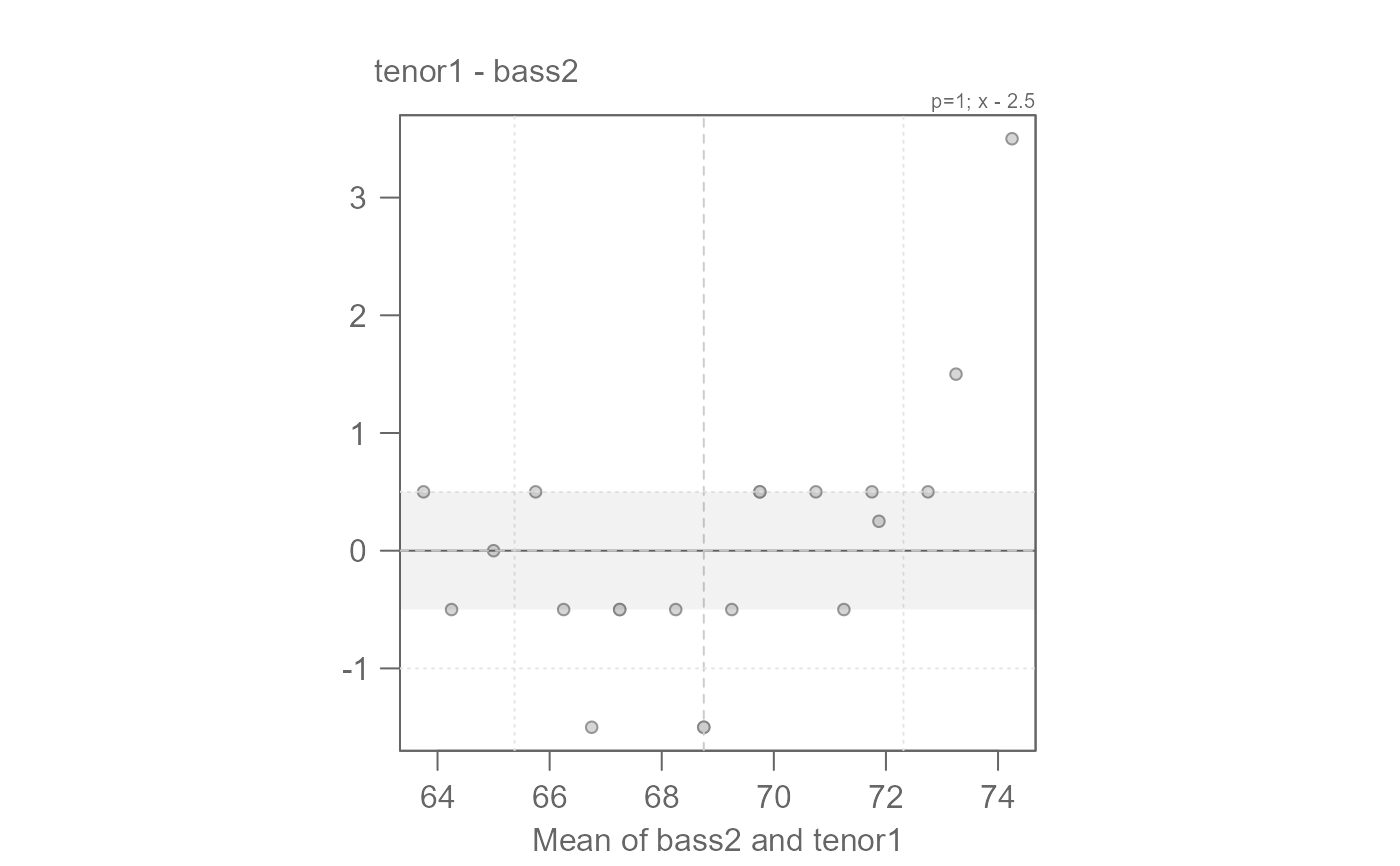 tenor1 - bass2
p=1; x - 2.5
3
2
1
0
-1
64 66 68 70 72 74
Mean of bass2 and tenor1